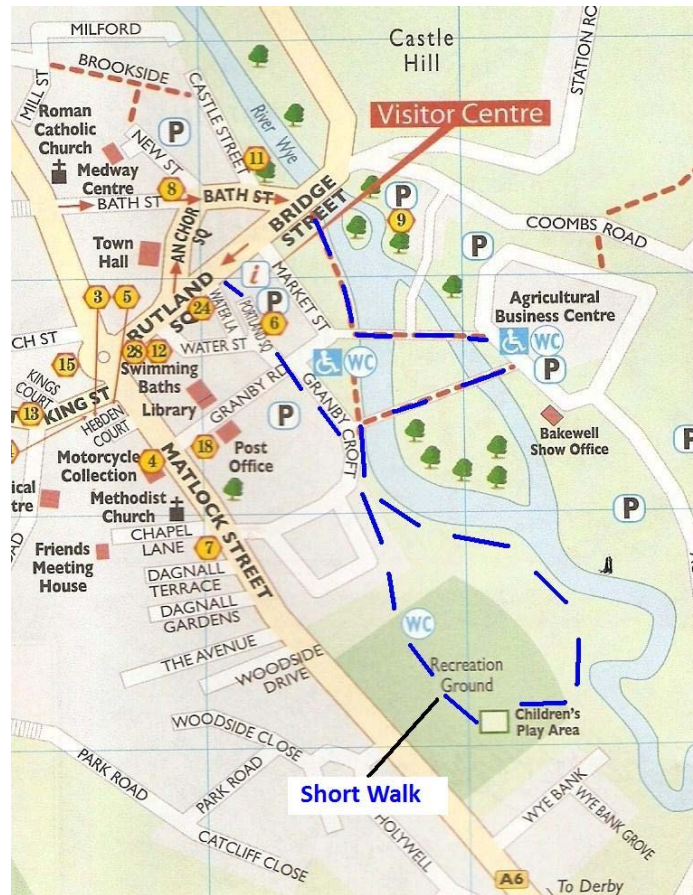 MILFORD
BROOKSIDE
MILL ST
Castle
Hill
STATION RO
CASTLE STREET
River Wye
Roman
Catholic
Church
P
Visitor Centre
NEW ST
Medway
Centre
11
8
BATH ST
BATH ST
BRIDGE
STREET
P
9
COOMBS ROAD
ANCHOR
SQ
Town
Hall
P
i
MARKET ST
3
5
RUTLAND
SQ
24
WATER LA
PORTLAND SQ
P
6
Agricultural
Business Centre
CH ST
28
12
WATER ST
WC
WC
15
KINGS
COURT
Swimming
Baths
Library
GRANBY RD
GRANBY CROFT
P
13
KING ST
HEBDEN
COURT
P
Bakewell
Show Office
18
Post
Office
Motorcycle
Collection
4
MATLOCK STREET
ical
tre
Methodist
Church
P
Friends
Meeting
House
CHAPEL
LANE
7
DAGNALL
TERRACE
DAGNALL
GARDENS
WC
THE AVENUE
WOODSIDE
DRIVE
Recreation
Ground
Children's
Play Area
WOODSIDE CLOSE
PARK ROAD
PARK ROAD
Short Walk
WYE BANK
WYE BANK GROVE
CATCLIFF CLOSE
HOLYWELL
A6
To Derby